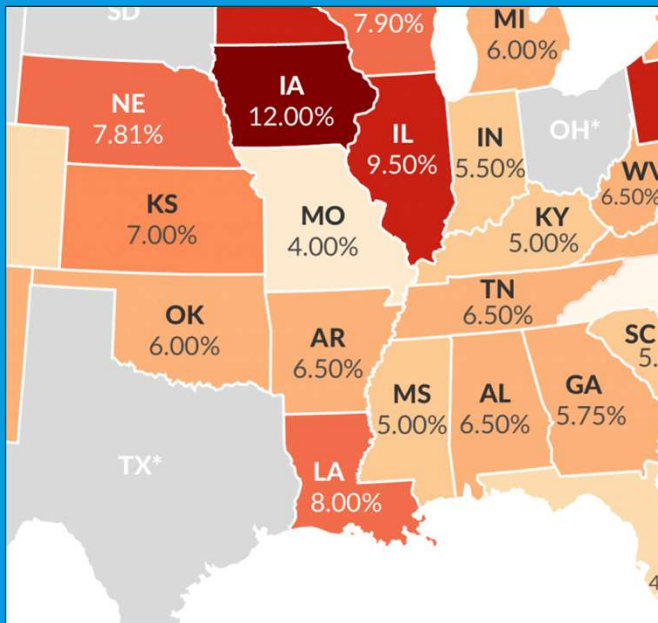 SD
7.90%
MI
6.00%
IA
12.00%
NE
7.81%
IL
9.50%
IN
5.50%
OH*
WV
6.50%
KS
7.00%
MO
4.00%
KY
5.00%
OK
6.00%
AR
6.50%
TN
6.50%
SC
5.
MS
5.00%
AL
6.50%
GA
5.75%
TX*
LA
8.00%
4